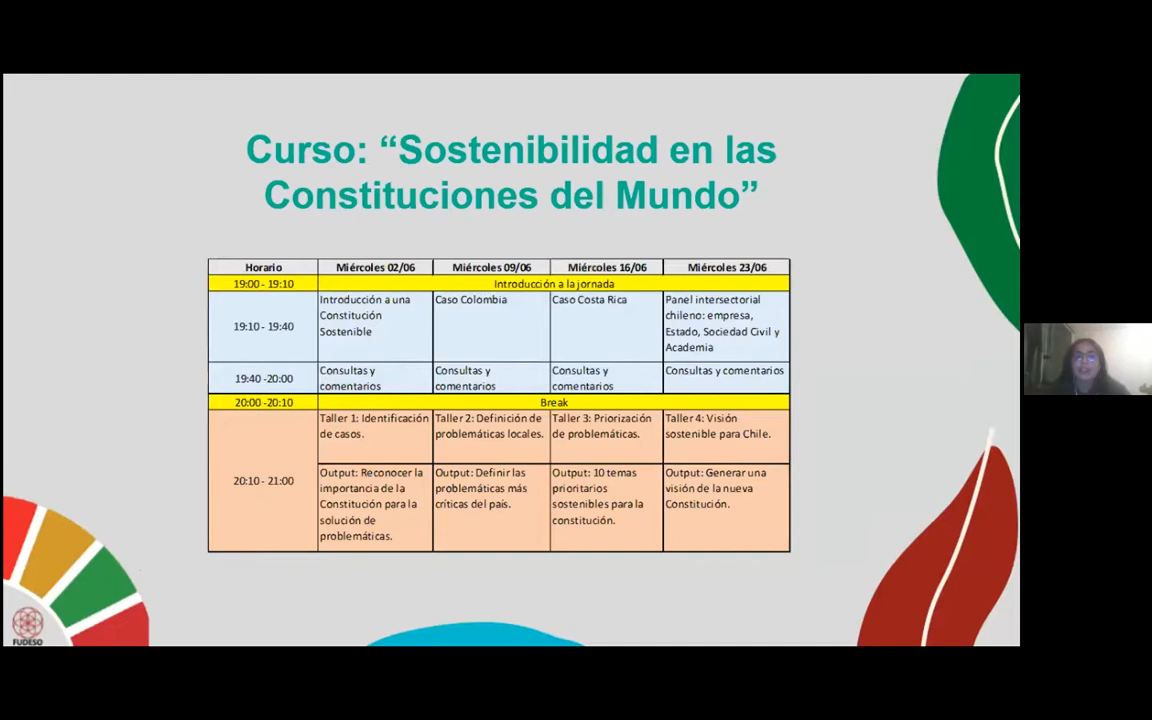 Curso: “Sostenibilidad en las
Constituciones del Mundo”
Horario Miércoles 02/06 Miércoles 09/06 Miércoles 16/06 Miércoles 23/06
19:00 - 19:10 Introducción a la jornada
19:10 - 19:40
Introducción a una
Constitución
Sostenible
Caso Colombia
Caso Costa Rica
Panel intersectorial
chileno: empresa,
Estado, Sociedad Civil y
Academia
19:40 -20:00
Consultas y
comentarios
Consultas y
comentarios
Consultas y
comentarios
Consultas y comentarios
20:00 -20:10 Break
20:10 - 21:00
Taller 1: Identificación
de casos.
Taller 2: Definición de
problemáticas locales.
Taller 3: Priorización
de problemáticas.
Taller 4: Visión
sostenible para Chile.
Output: Reconocer la
importancia de la
Constitución para la
solución de
problemáticas.
Output: Definir las
problemáticas más
críticas del país.
Output: 10 temas
prioritarios
sostenibles para la
constitución.
Output: Generar una
visión de la nueva
Constitución.
FUDESO